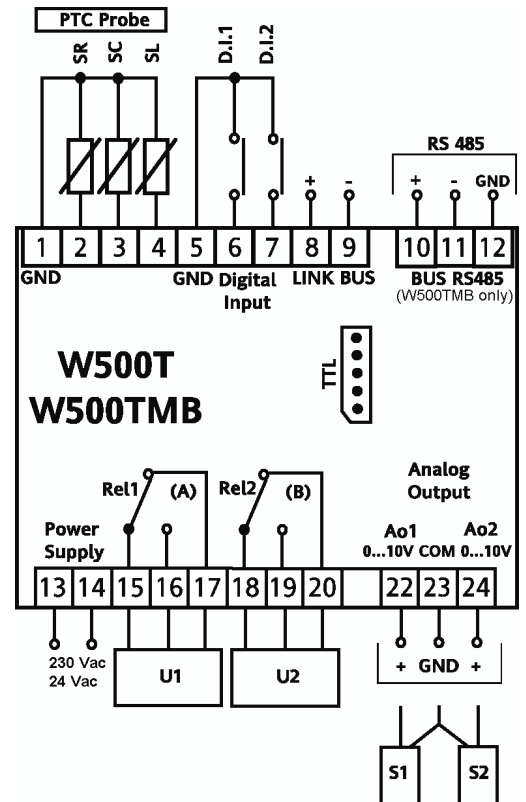 PTC Probe
SR SC SL D.I.1 D.I.2
RS 485
+ - + - GND
1 2 3 4 5 6 7 8 9 10 11 12
GND GND Digital Input LINK BUS BUS RS485
(W500TMB only)
W500T
W500TMB
TTL
Rel1 (A) Rel2 (B)
Analog
Output
Power
Supply
Ao1 Ao2
0...10V COM 0...10V
13 14 15 16 17 18 19 20 22 23 24
230 Vac
24 Vac
U1 U2
+ GND +
S1 S2